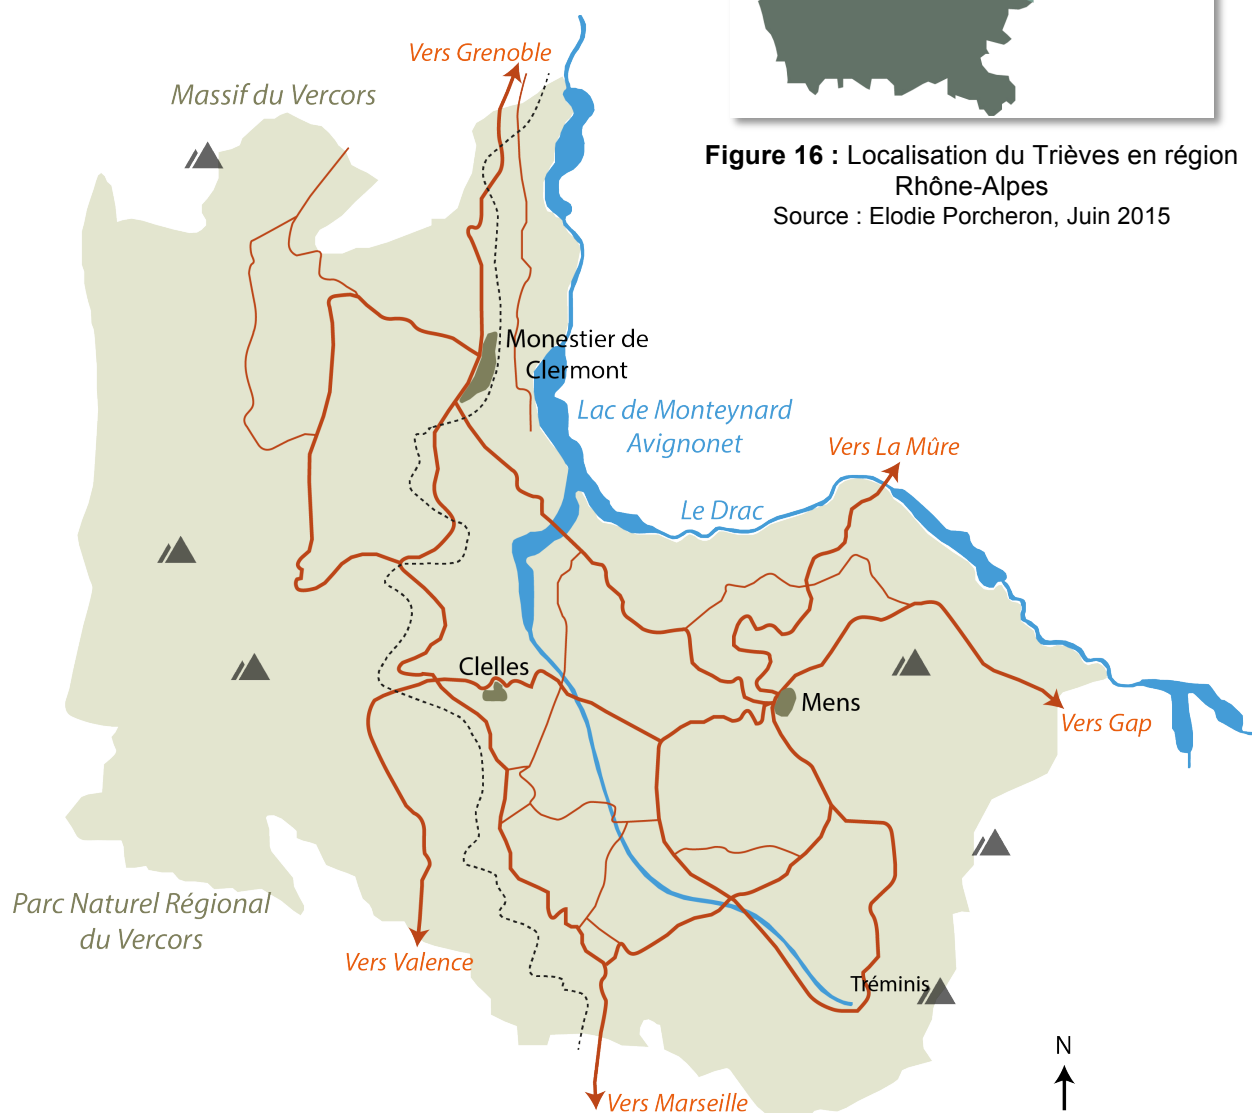 Vers Grenoble
Massif du Vercors
Figure 16 : Localisation du Trièves en région
Rhône-Alpes
Source : Elodie Porcheron, Juin 2015
Monestier de
Clermont
Lac de Monteynard
Avignonet
Vers La Mûre
Le Drac
Clelles
Mens
Vers Gap
Parc Naturel Régional
du Vercors
Vers Valence
Tréminis
N
Vers Marseille